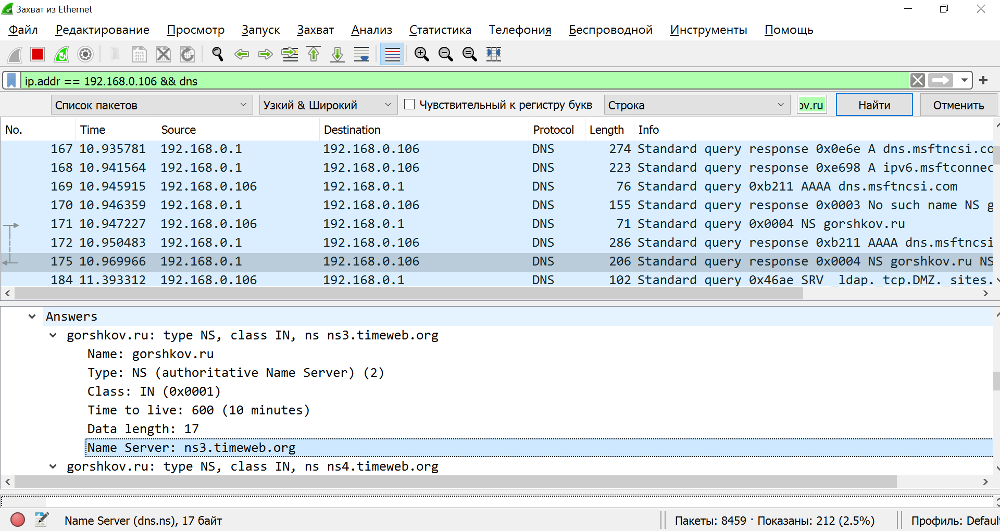 Захват из Ethernet
Файл Редактирование Просмотр Запуск Захват Анализ Статистика Телефония Беспроводной Инструменты Помощь
ip.addr == 192.168.0.106 && dns
Список пакетов Узкий & Широкий Чувствительный к регистру букв Строка ov.ru Найти Отменить
No. Time Source Destination Protocol Length Info
167 10.935781 192.168.0.1 192.168.0.106 DNS 274 Standard query response 0x0e6e A dns.msftncsi.co
168 10.941564 192.168.0.1 192.168.0.106 DNS 223 Standard query response 0xe698 A ipv6.msftconnec
169 10.945915 192.168.0.106 192.168.0.1 DNS 76 Standard query 0xb211 AAAA dns.msftncsi.com
170 10.946359 192.168.0.1 192.168.0.106 DNS 155 Standard query response 0x0003 No such name NS g
171 10.947227 192.168.0.106 192.168.0.1 DNS 71 Standard query 0x0004 NS gorshkov.ru
172 10.950483 192.168.0.1 192.168.0.106 DNS 286 Standard query response 0xb211 AAAA dns.msftncsi
175 10.969966 192.168.0.1 192.168.0.106 DNS 206 Standard query response 0x0004 NS gorshkov.ru NS
184 11.393312 192.168.0.106 192.168.0.1 DNS 102 Standard query 0x46ae SRV _ldap._tcp.DMZ._sites.
Answers
gorshkov.ru: type NS, class IN, ns ns3.timeweb.org
Name: gorshkov.ru
Type: NS (authoritative Name Server) (2)
Class: IN (0x0001)
Time to live: 600 (10 minutes)
Data length: 17
Name Server: ns3.timeweb.org
gorshkov.ru: type NS, class IN, ns ns4.timeweb.org
Name Server (dns.ns), 17 байт Пакеты: 8459 · Показаны: 212 (2.5%) Профиль: Default